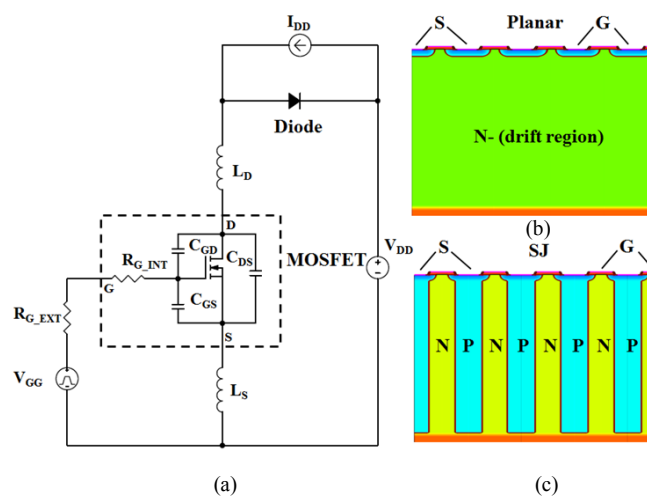 I_DD
Diode
L_D
D
C_GD
C_DS
R_G_INT
MOSFET
V_DD
G
C_GS
R_G_EXT
S
V_GG
L_S
(a)
S
Planar
G
N- (drift region)
(b)
S
SJ
G
N P N P N P N P
(c)